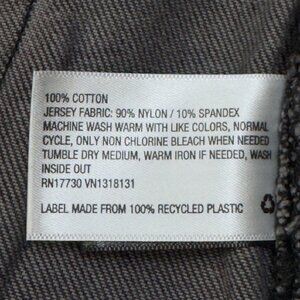 100% COTTON
JERSEY FABRIC: 90% NYLON / 10% SPANDEX
MACHINE WASH WARM WITH LIKE COLORS, NORMAL
CYCLE, ONLY NON CHLORINE BLEACH WHEN NEEDED
TUMBLE DRY MEDIUM, WARM IRON IF NEEDED, WASH
INSIDE OUT
RN17730 VN1318131
LABEL MADE FROM 100% RECYCLED PLASTIC